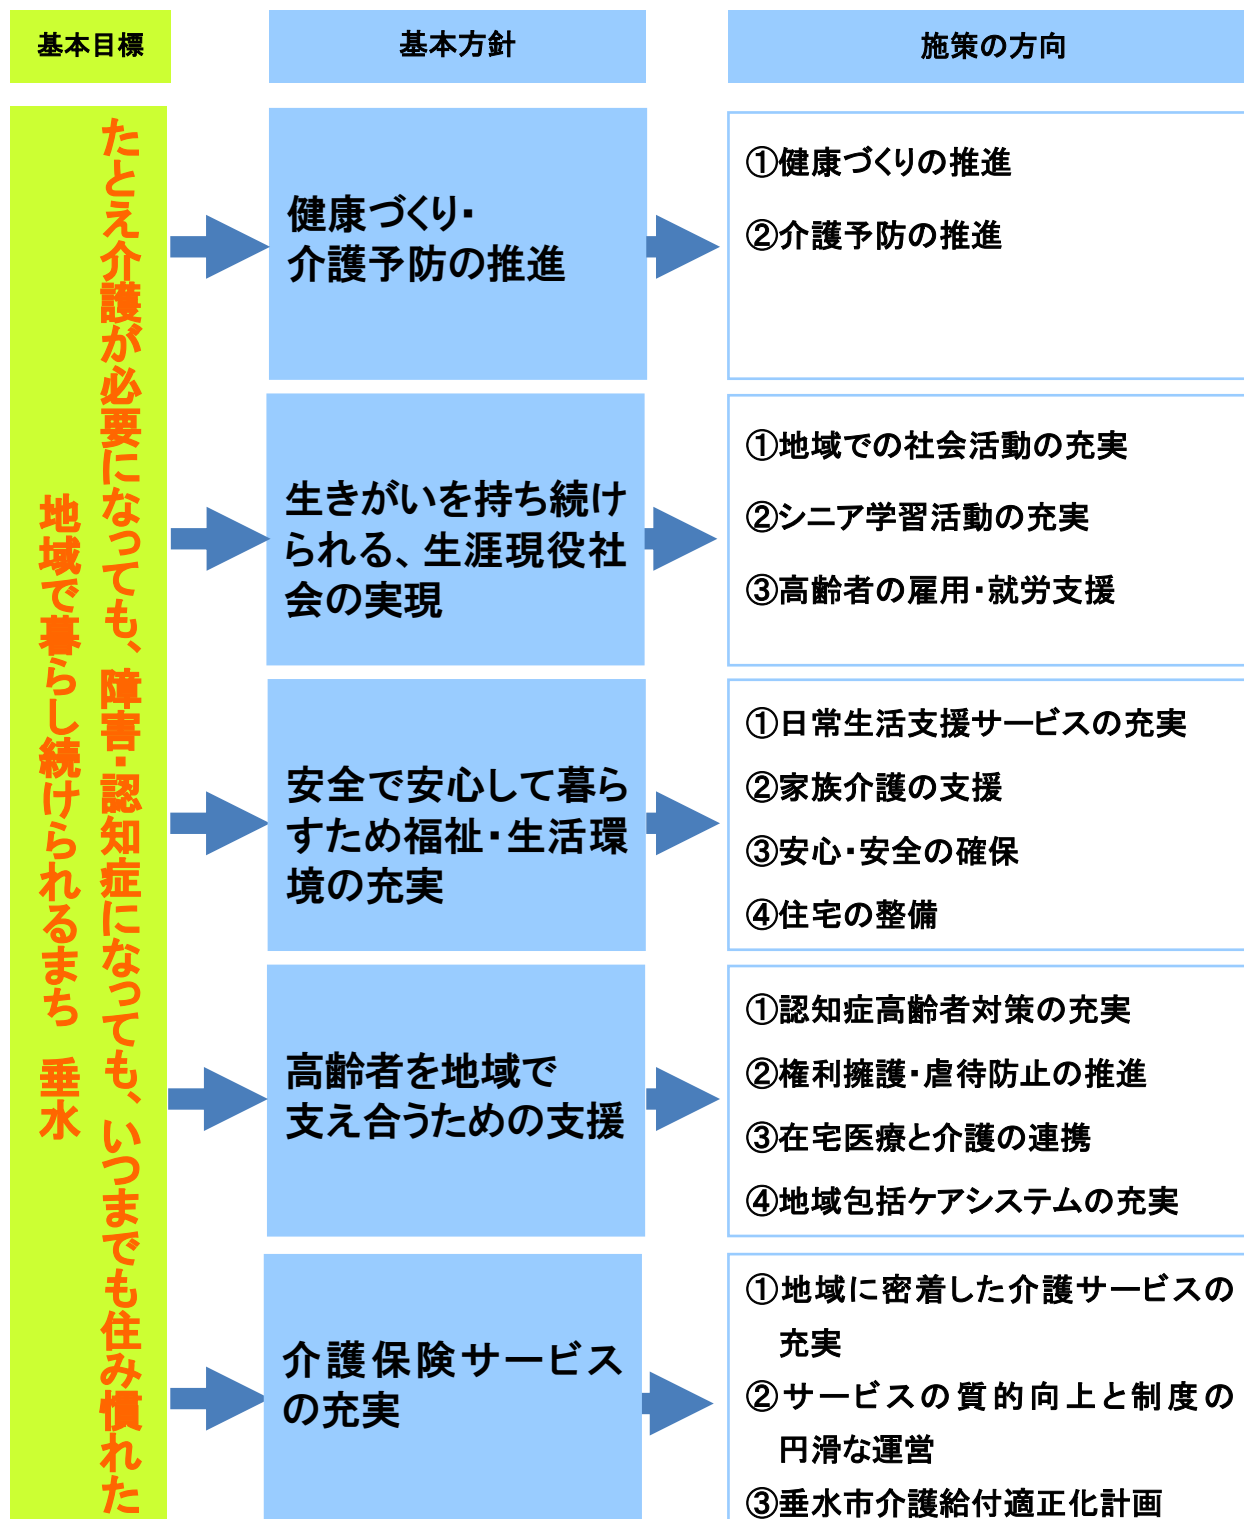 基本目標
基本方針
施策の方向
たとえ介護が必要になっても、障害・認知症になっても、いつまでも住み慣れた
地域で暮らし続けられるまち 垂水
健康づくり・
介護予防の推進
①健康づくりの推進
②介護予防の推進
生きがいを持ち続け
られる、生涯現役社
会の実現
①地域での社会活動の充実
②シニア学習活動の充実
③高齢者の雇用・就労支援
安全で安心して暮ら
すため福祉・生活環
境の充実
①日常生活支援サービスの充実
②家族介護の支援
③安心・安全の確保
④住宅の整備
高齢者を地域で
支え合うための支援
①認知症高齢者対策の充実
②権利擁護・虐待防止の推進
③在宅医療と介護の連携
④地域包括ケアシステムの充実
介護保険サービス
の充実
①地域に密着した介護サービスの
充実
②サービスの質的向上と制度の
円滑な運営
③垂水市介護給付適正化計画